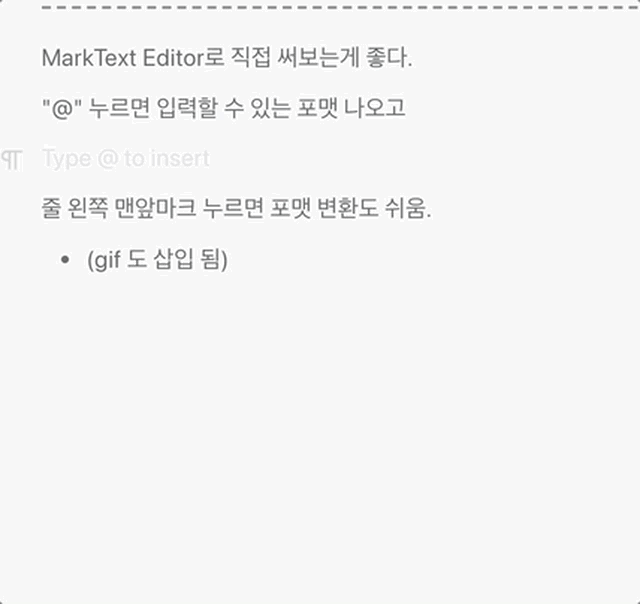 MarkText Editor로 직접 써보는게 좋다.
"@" 누르면 입력할 수 있는 포맷 나오고
¶ Type @ to insert
줄 왼쪽 맨앞마크 누르면 포맷 변환도 쉬움.
• (gif 도 삽입 됨)